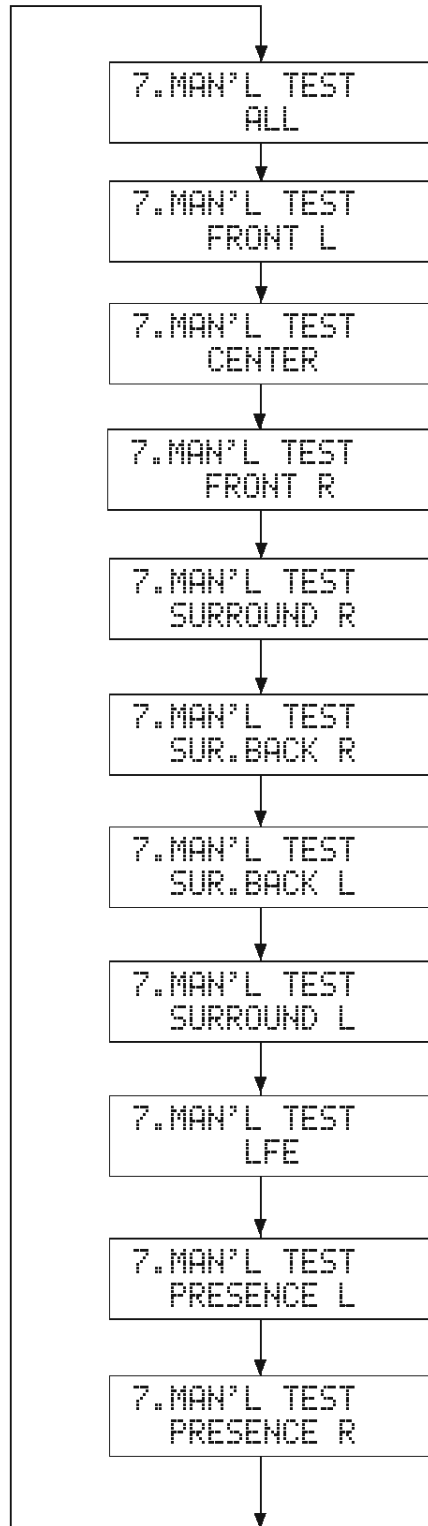 7.MAN'L TEST
ALL
7.MAN'L TEST
FRONT L
7.MAN'L TEST
CENTER
7.MAN'L TEST
FRONT R
7.MAN'L TEST
SURROUND R
7.MAN'L TEST
SUR.BACK R
7.MAN'L TEST
SUR.BACK L
7.MAN'L TEST
SURROUND L
7.MAN'L TEST
LFE
7.MAN'L TEST
PRESENCE L
7.MAN'L TEST
PRESENCE R